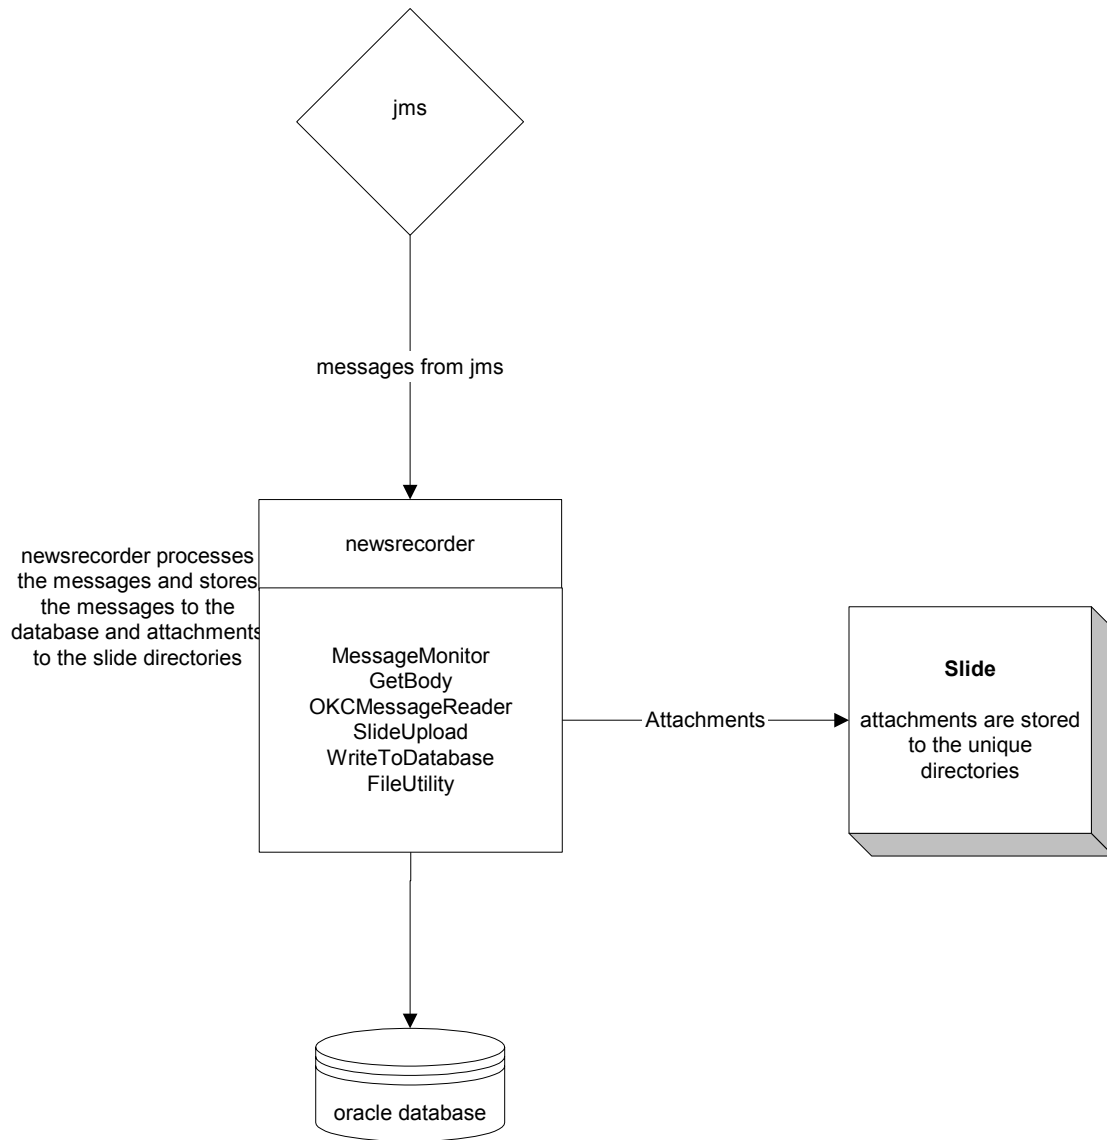 jms
messages from jms
newsrecorder
newsrecorder processes
the messages and stores
the messages to the
database and attachments
to the slide directories
MessageMonitor
GetBody
OKCMessageReader
SlideUpload
WriteToDatabase
FileUtility
Attachments
Slide
attachments are stored
to the unique
directories
oracle database